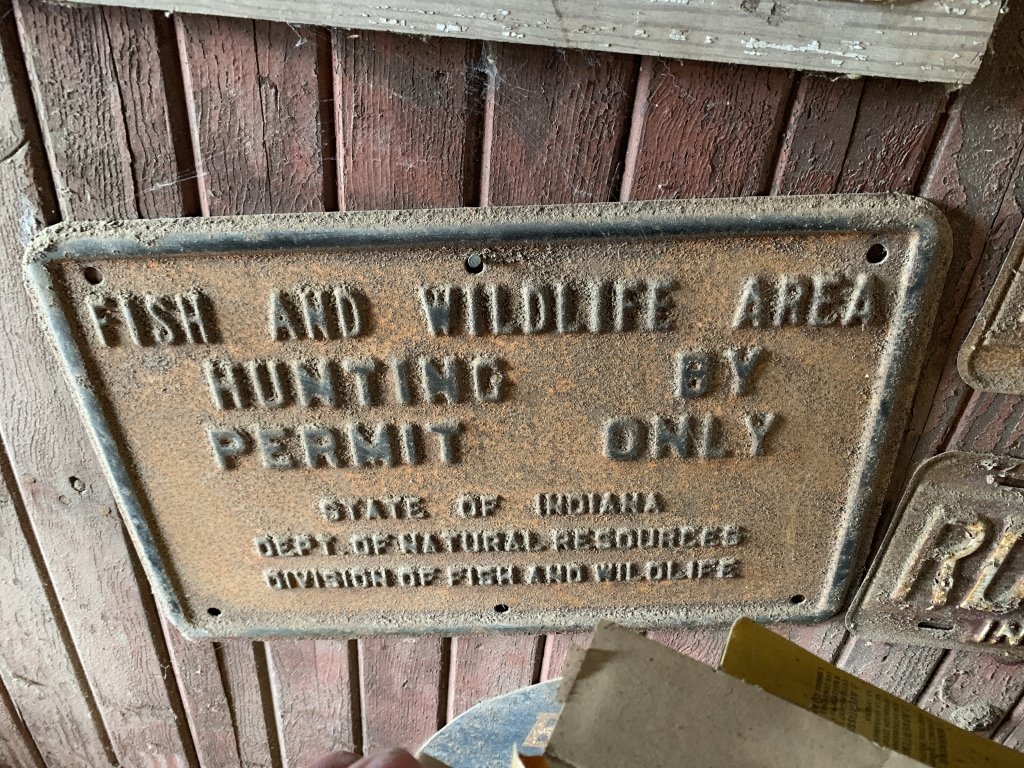 FISH AND WILDLIFE AREA
HUNTING BY
PERMIT ONLY
STATE OF INDIANA
DEPT. OF NATURAL RESOURCES
DIVISION OF FISH AND WILDLIFE